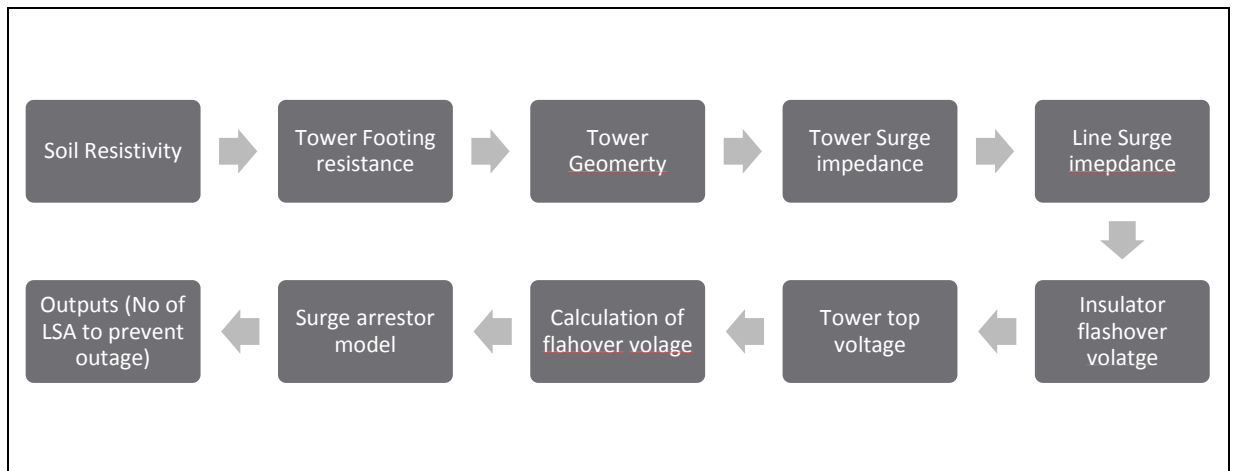 Soil Resistivity
Tower Footing
resistance
Tower
Geomerty
Tower Surge
impedance
Line Surge
imepdance
Insulator
flashover
volatge
Tower top
voltage
Calculation of
flahover volage
Surge arrestor
model
Outputs (No of
LSA to prevent
outage)